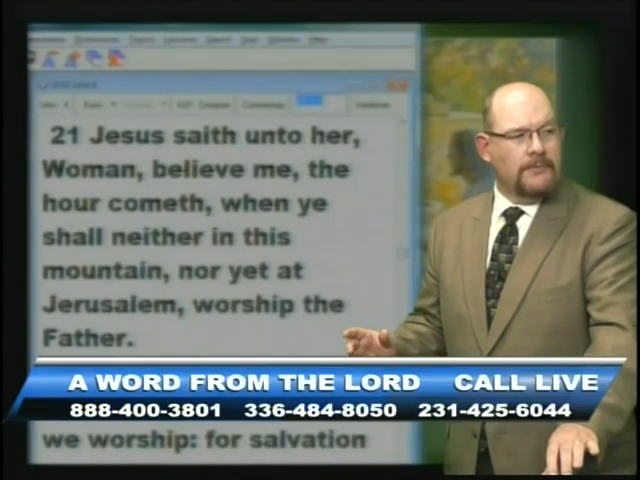 21 Jesus saith unto her,
Woman, believe me, the
hour cometh, when ye
shall neither in this
mountain, nor yet at
Jerusalem, worship the
Father.
A WORD FROM THE LORD CALL LIVE
888-400-3801 336-484-8050 231-425-6044
we worship: for salvation